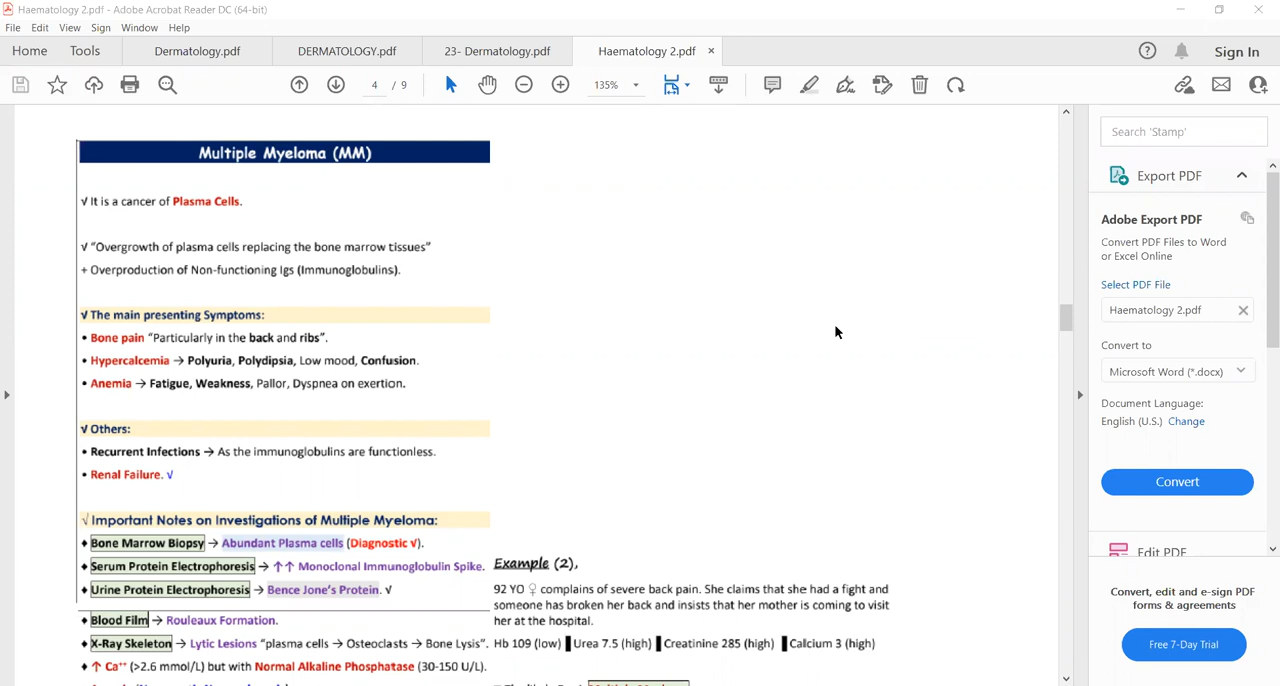 Haematology 2.pdf - Adobe Acrobat Reader DC (64-bit)
File Edit View Sign Window Help
Home Tools Dermatology.pdf DERMATOLOGY.pdf 23- Dermatology.pdf Haematology 2.pdf × Sign In
4 / 9 135%
Multiple Myeloma (MM)
√ It is a cancer of Plasma Cells.
√ “Overgrowth of plasma cells replacing the bone marrow tissues”
+ Overproduction of Non-functioning Igs (Immunoglobulins).
√ The main presenting Symptoms:
• Bone pain “Particularly in the back and ribs”.
• Hypercalcemia → Polyuria, Polydipsia, Low mood, Confusion.
• Anemia → Fatigue, Weakness, Pallor, Dyspnea on exertion.
√ Others:
• Recurrent Infections → As the immunoglobulins are functionless.
• Renal Failure. √
√ Important Notes on Investigations of Multiple Myeloma:
♦ Bone Marrow Biopsy → Abundant Plasma cells (Diagnostic √).
♦ Serum Protein Electrophoresis → ↑↑ Monoclonal Immunoglobulin Spike.
♦ Urine Protein Electrophoresis → Bence Jone’s Protein. √
♦ Blood Film → Rouleaux Formation.
♦ X-Ray Skeleton → Lytic Lesions “plasma cells → Osteoclasts → Bone Lysis”.
♦ ↑ Ca⁺⁺ (>2.6 mmol/L) but with Normal Alkaline Phosphatase (30-150 U/L).
Example (2),
92 YO ♀ complains of severe back pain. She claims that she had a fight and
someone has broken her back and insists that her mother is coming to visit
her at the hospital.
Hb 109 (low) ▐ Urea 7.5 (high) ▐ Creatinine 285 (high) ▐ Calcium 3 (high)
Search 'Stamp'
Export PDF
Adobe Export PDF
Convert PDF Files to Word
or Excel Online
Select PDF File
Haematology 2.pdf
Convert to
Microsoft Word (*.docx)
Document Language:
English (U.S.) Change
Convert
Edit PDF
Convert, edit and e-sign PDF
forms & agreements
Free 7-Day Trial